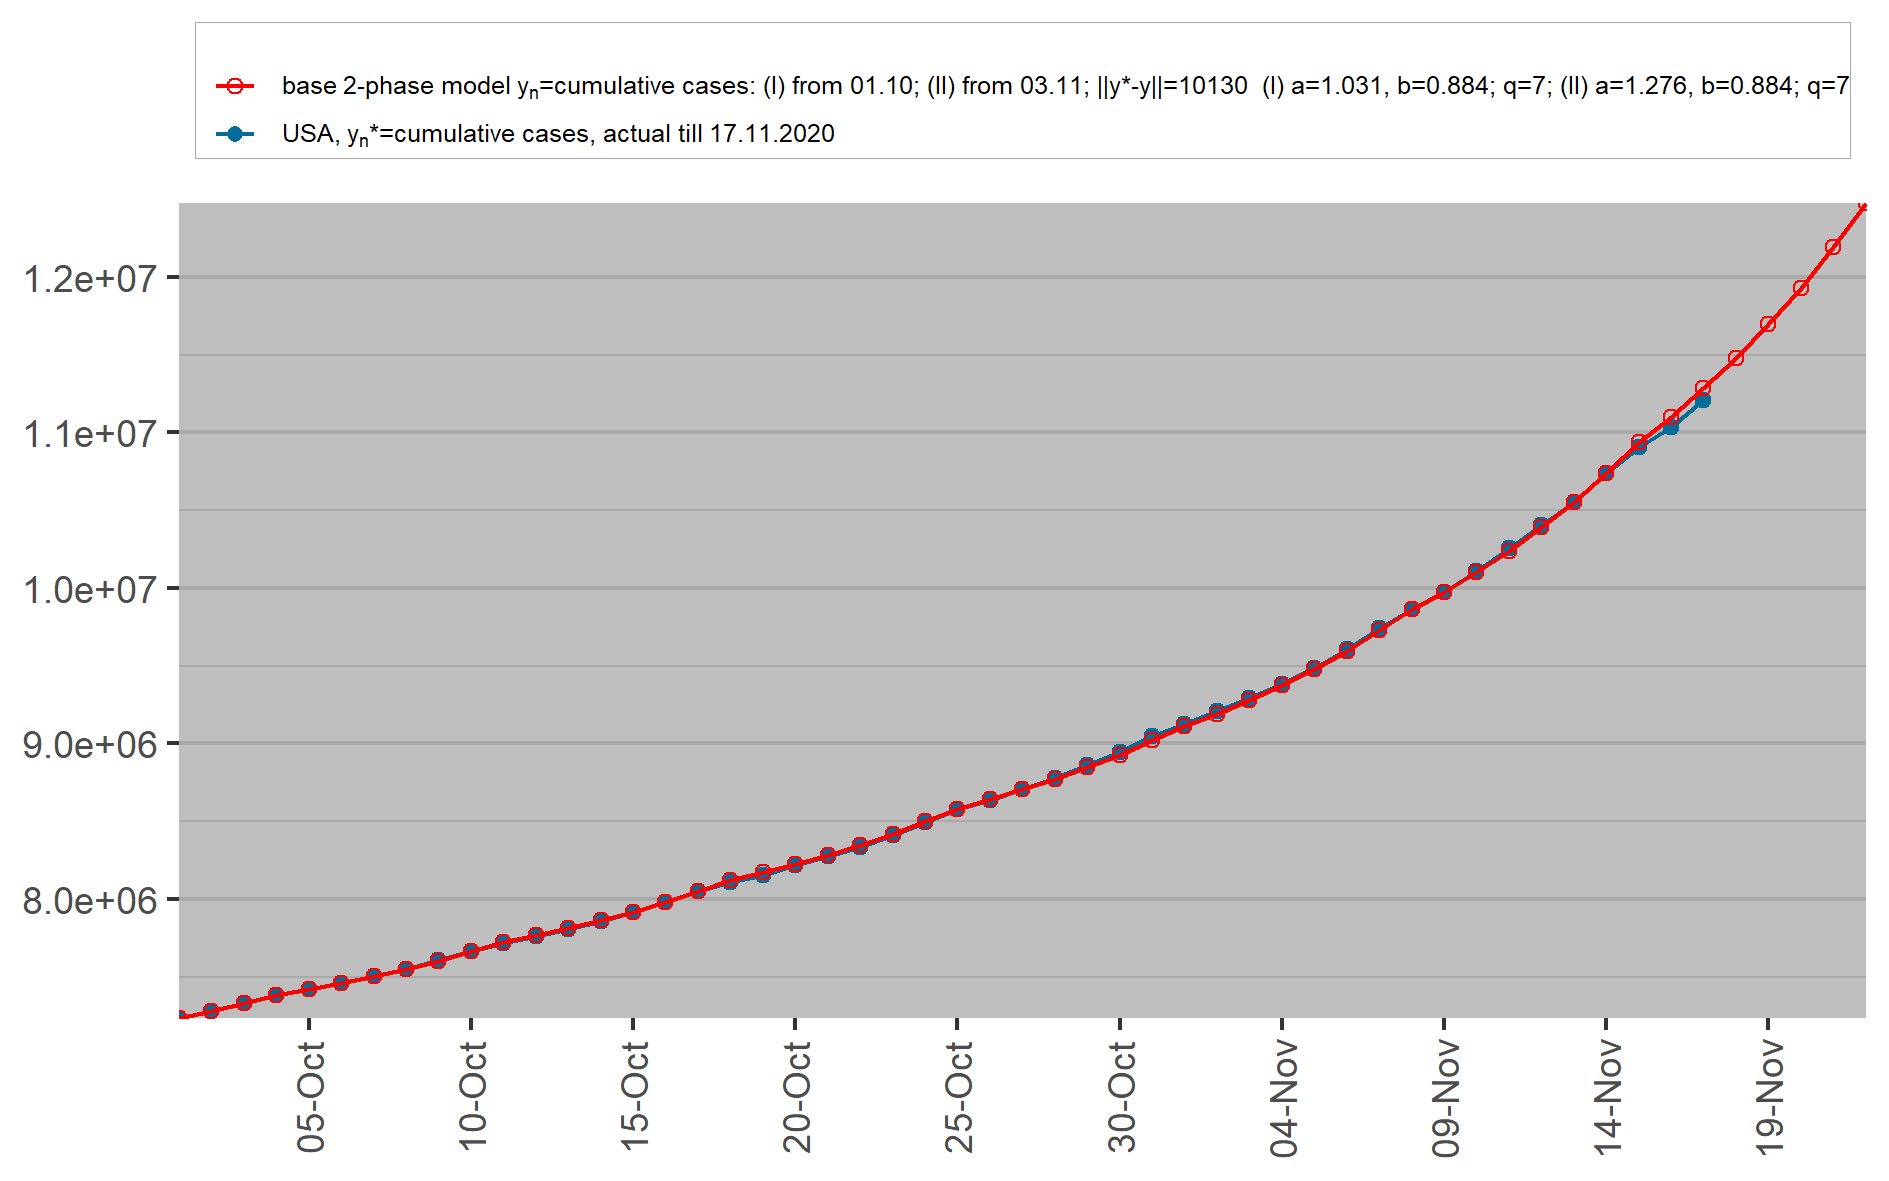 base 2-phase model yn=cumulative cases: (I) from 01.10; (II) from 03.11; ||y*-y||=10130  (I) a=1.031, b=0.884; q=7; (II) a=1.276, b=0.884; q=7
USA, yn*=cumulative cases, actual till 17.11.2020
1.2e+07
1.1e+07
1.0e+07
9.0e+06
8.0e+06
05-Oct
10-Oct
15-Oct
20-Oct
25-Oct
30-Oct
04-Nov
09-Nov
14-Nov
19-Nov